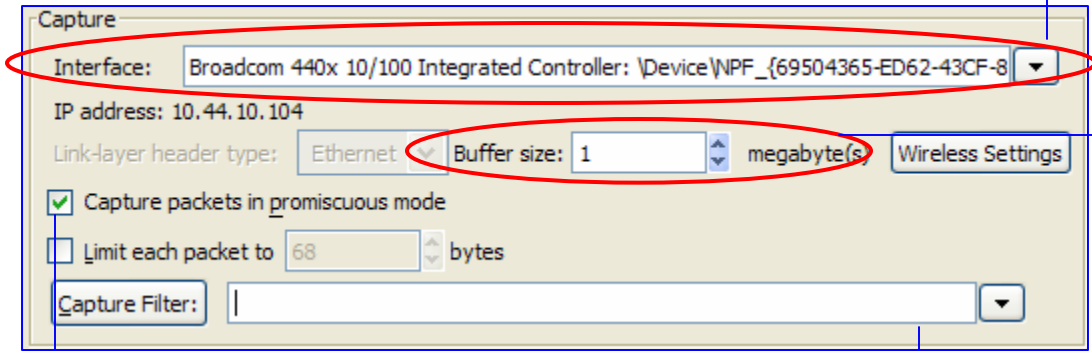 Capture
Interface: Broadcom 440x 10/100 Integrated Controller: \Device\NPF_{69504365-ED62-43CF-8
IP address: 10.44.10.104
Link-layer header type: Ethernet Buffer size: 1 megabyte(s) Wireless Settings
Capture packets in promiscuous mode
Limit each packet to 68 bytes
Capture Filter: